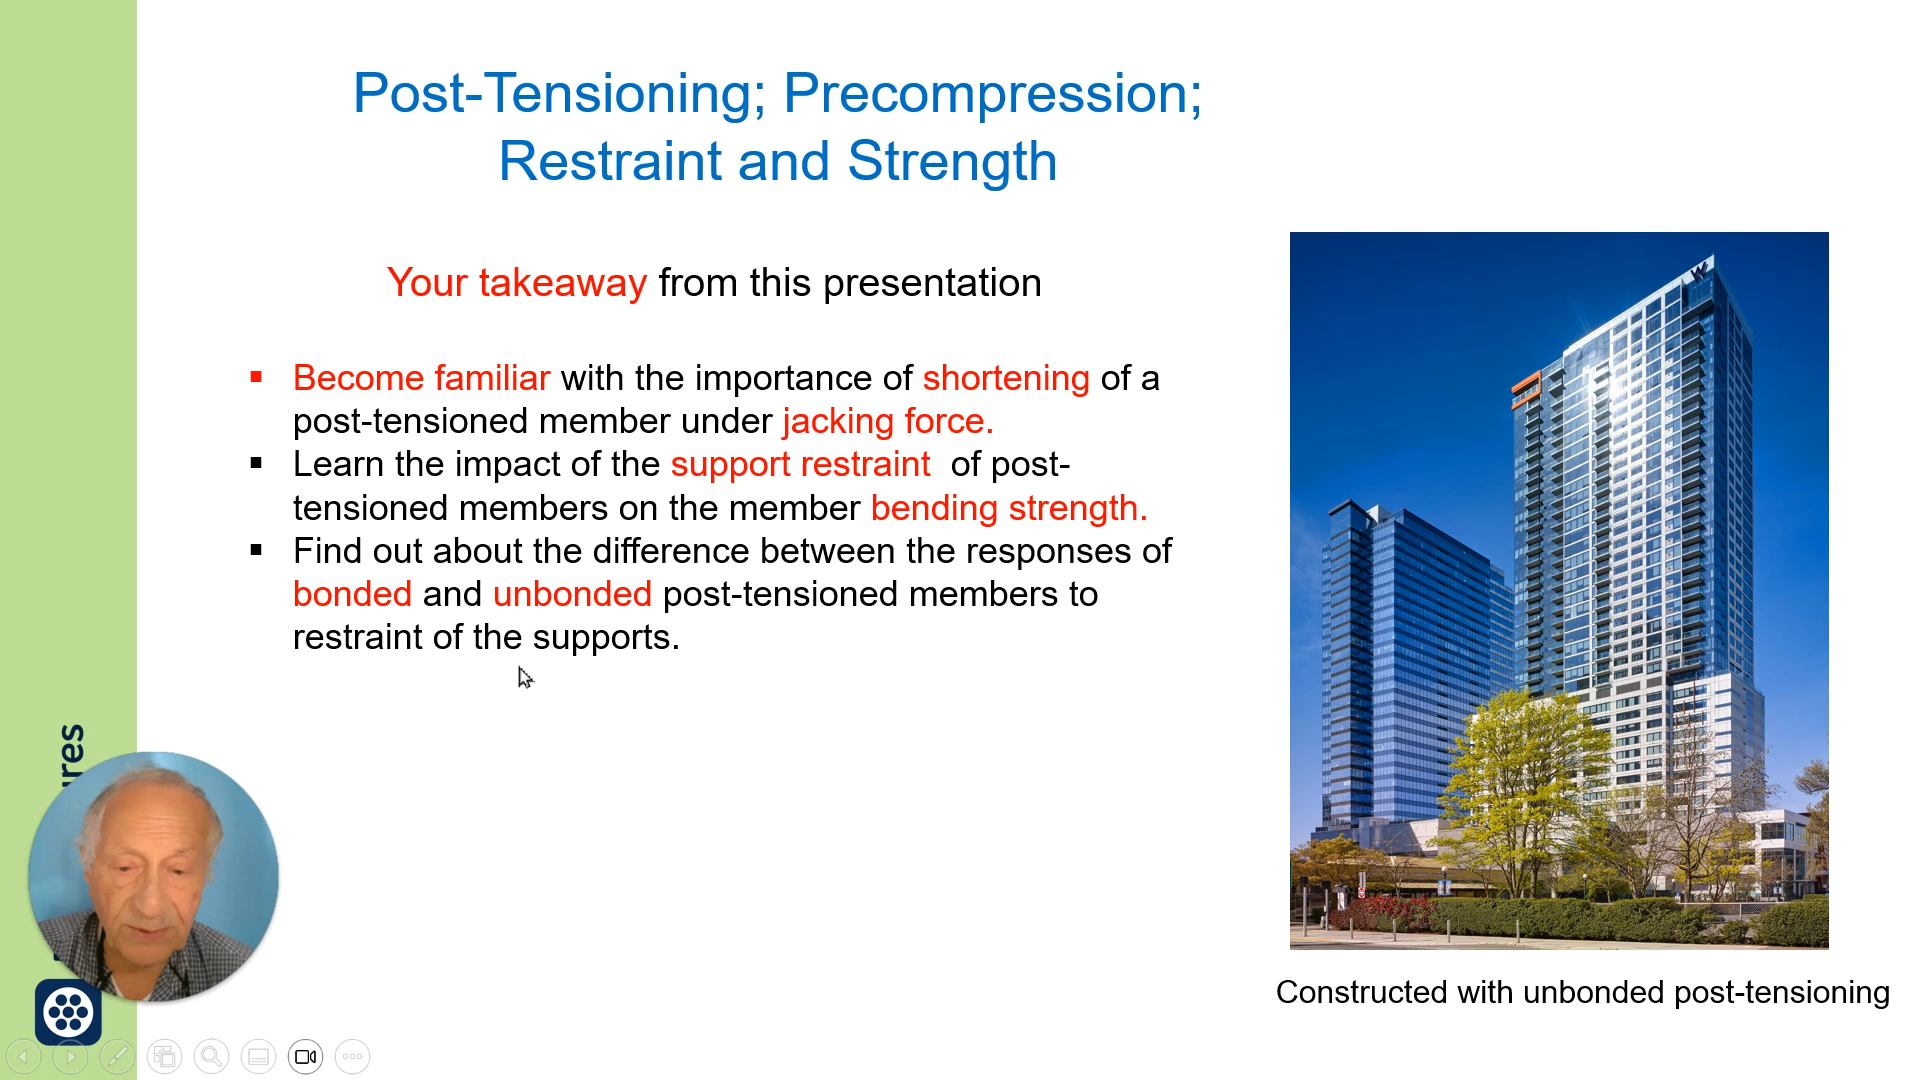 Post-Tensioning; Precompression;
Restraint and Strength
Your takeaway from this presentation
▪ Become familiar with the importance of shortening of a
post-tensioned member under jacking force.
▪ Learn the impact of the support restraint of post-
tensioned members on the member bending strength.
▪ Find out about the difference between the responses of
bonded and unbonded post-tensioned members to
restraint of the supports.
W
Constructed with unbonded post-tensioning